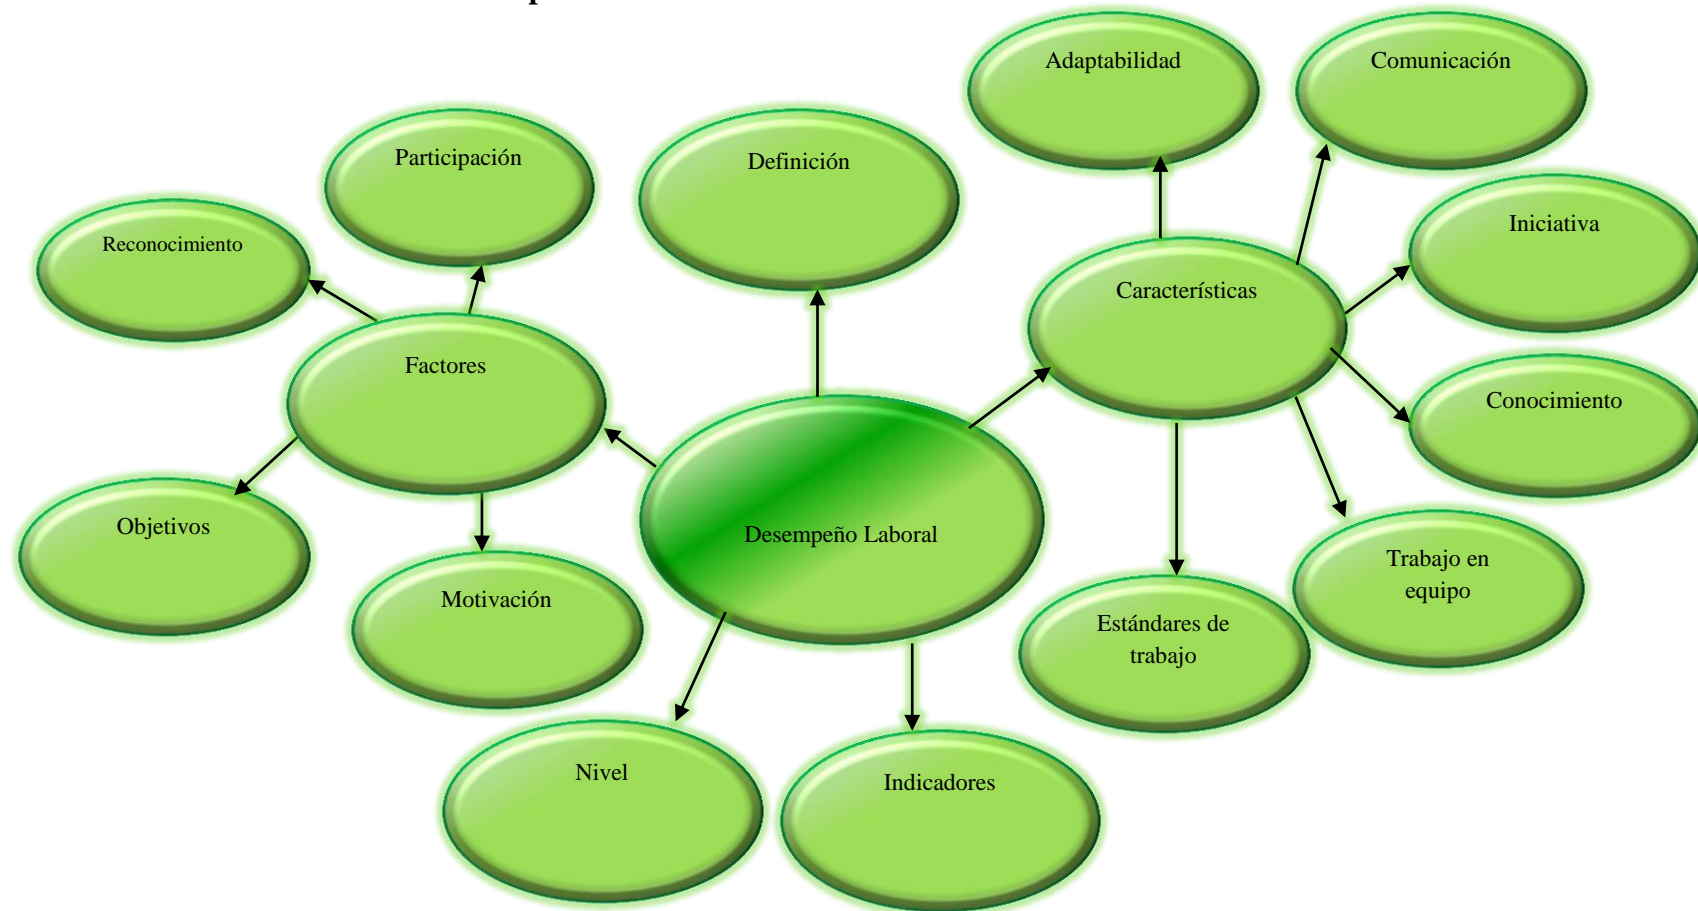 Adaptabilidad
Comunicación
Participación
Definición
Iniciativa
Reconocimiento
Características
Factores
Conocimiento
Objetivos
Desempeño Laboral
Motivación
Trabajo en
equipo
Estándares de
trabajo
Nivel
Indicadores